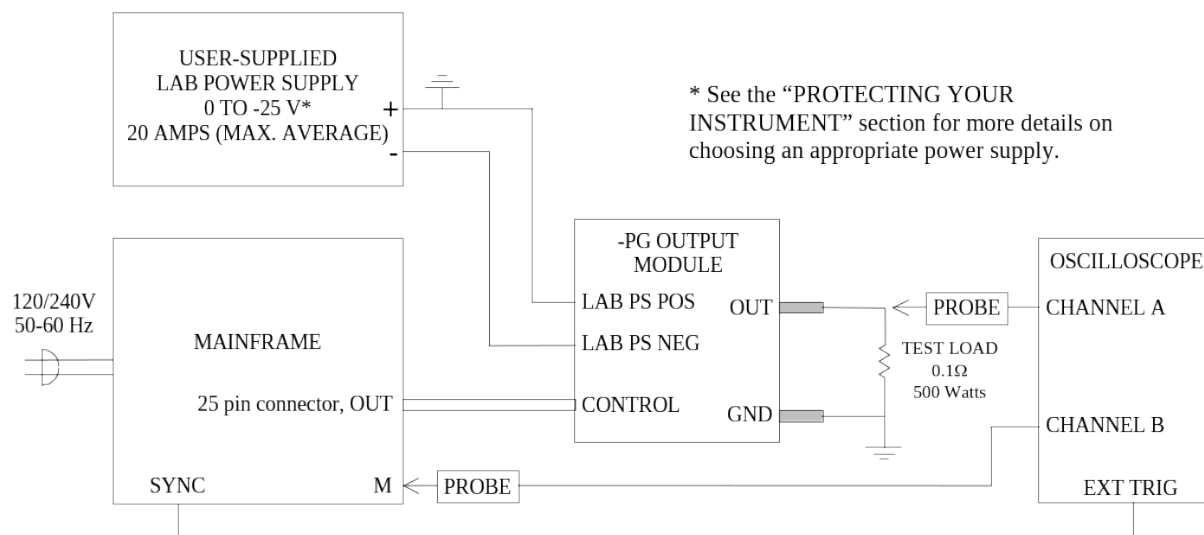 USER-SUPPLIED
LAB POWER SUPPLY
0 TO -25 V*
20 AMPS (MAX. AVERAGE)
+
-
* See the “PROTECTING YOUR
INSTRUMENT” section for more details on
choosing an appropriate power supply.
120/240V
50-60 Hz
MAINFRAME
25 pin connector, OUT
SYNC
M
PROBE
-PG OUTPUT
MODULE
LAB PS POS
LAB PS NEG
CONTROL
OUT
GND
TEST LOAD
0.1Ω
500 Watts
PROBE
OSCILLOSCOPE
CHANNEL A
CHANNEL B
EXT TRIG